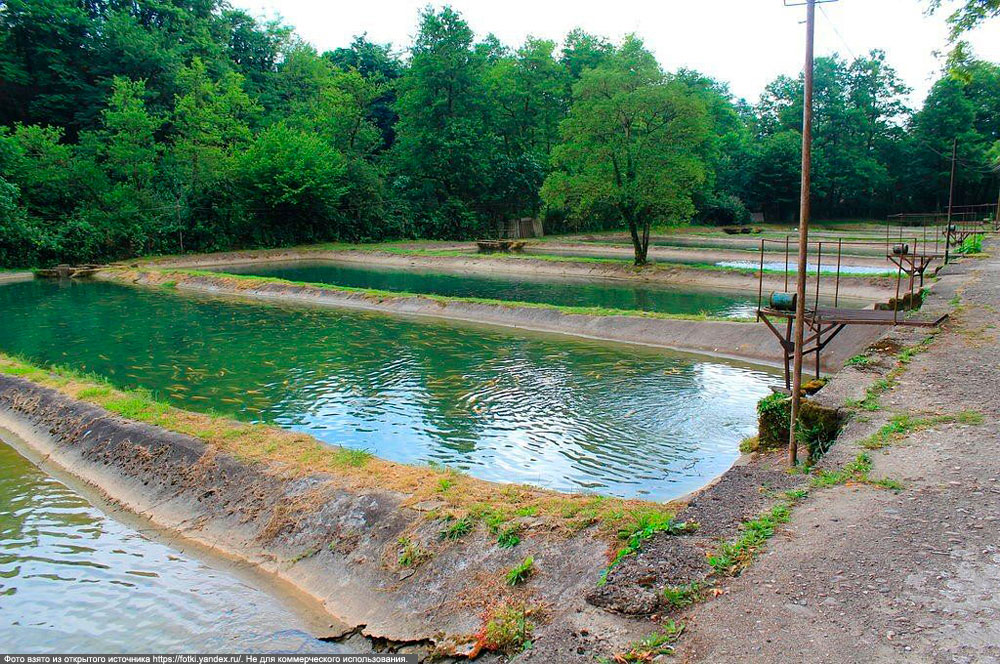 Фото взято из открытого источника https://fotki.yandex.ru/. Не для коммерческого использования.